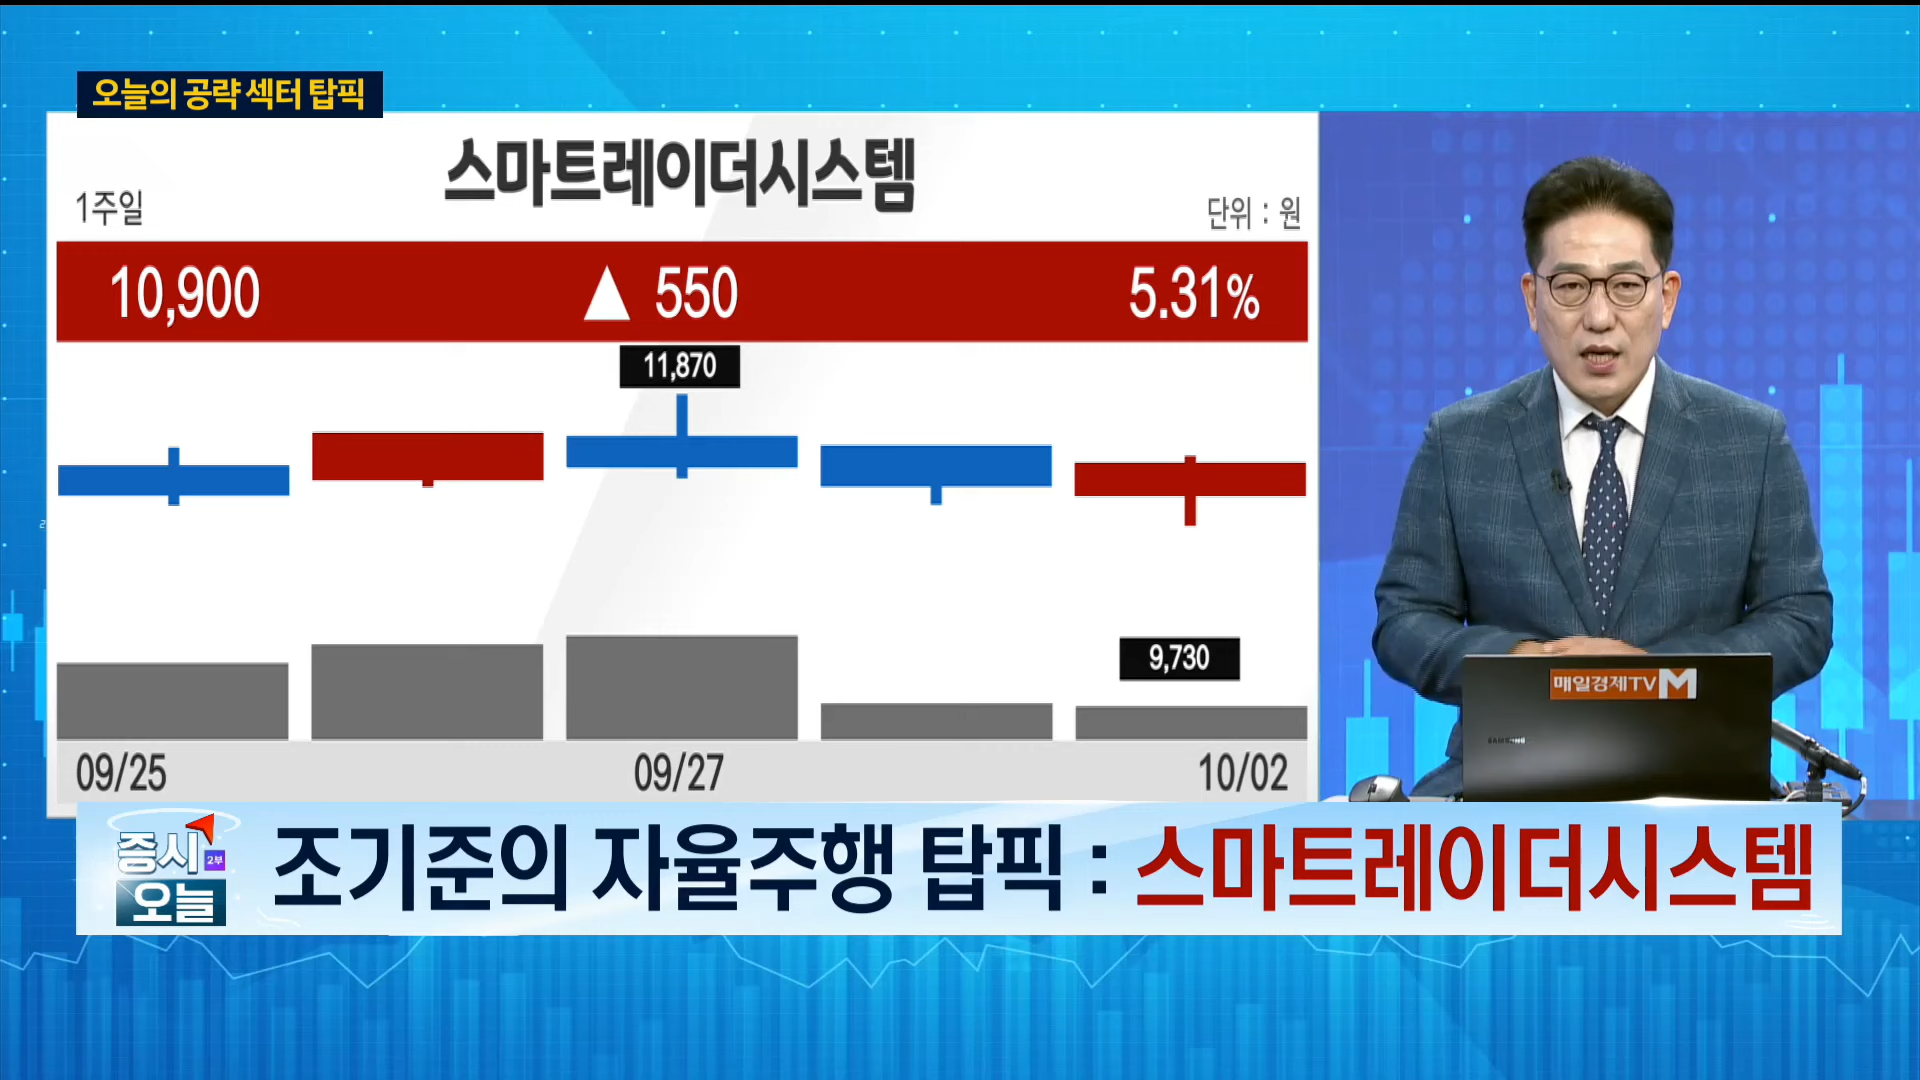 오늘의 공략 섹터 탑픽
스마트레이더시스템
1주일
단위 : 원
10,900 ▲ 550 5.31%
11,870
9,730
09/25 09/27 10/02
매일경제TV M
SAMSUNG
증시 2부
오늘
조기준의 자율주행 탑픽 : 스마트레이더시스템